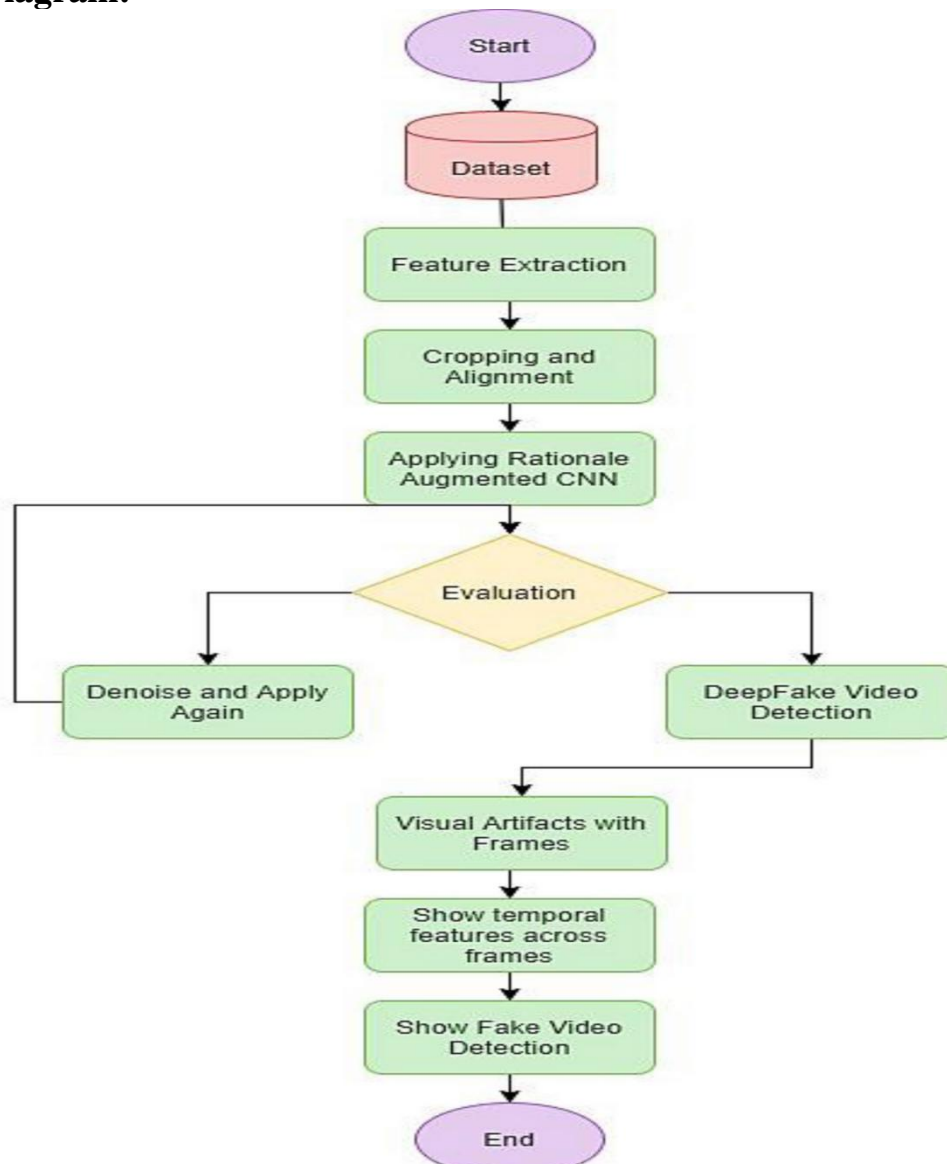 Start
Dataset
Feature Extraction
Cropping and
Alignment
Applying Rationale
Augmented CNN
Evaluation
Denoise and Apply
Again
DeepFake Video
Detection
Visual Artifacts with
Frames
Show temporal
features across
frames
Show Fake Video
Detection
End